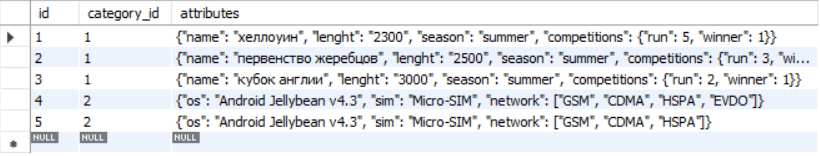 id category_id attributes
1 1 {"name": "хеллоуин", "lenght": "2300", "season": "summer", "competitions": {"run": 5, "winner": 1}}
2 1 {"name": "первенство жеребцов", "lenght": "2500", "season": "summer", "competitions": {"run": 3, "wi...
3 1 {"name": "кубок англии", "lenght": "3000", "season": "summer", "competitions": {"run": 2, "winner": 1}}
4 2 {"os": "Android Jellybean v4.3", "sim": "Micro-SIM", "network": ["GSM", "CDMA", "HSPA", "EVDO"]}
5 2 {"os": "Android Jellybean v4.3", "sim": "Micro-SIM", "network": ["GSM", "CDMA", "HSPA"]}
NULL NULL NULL